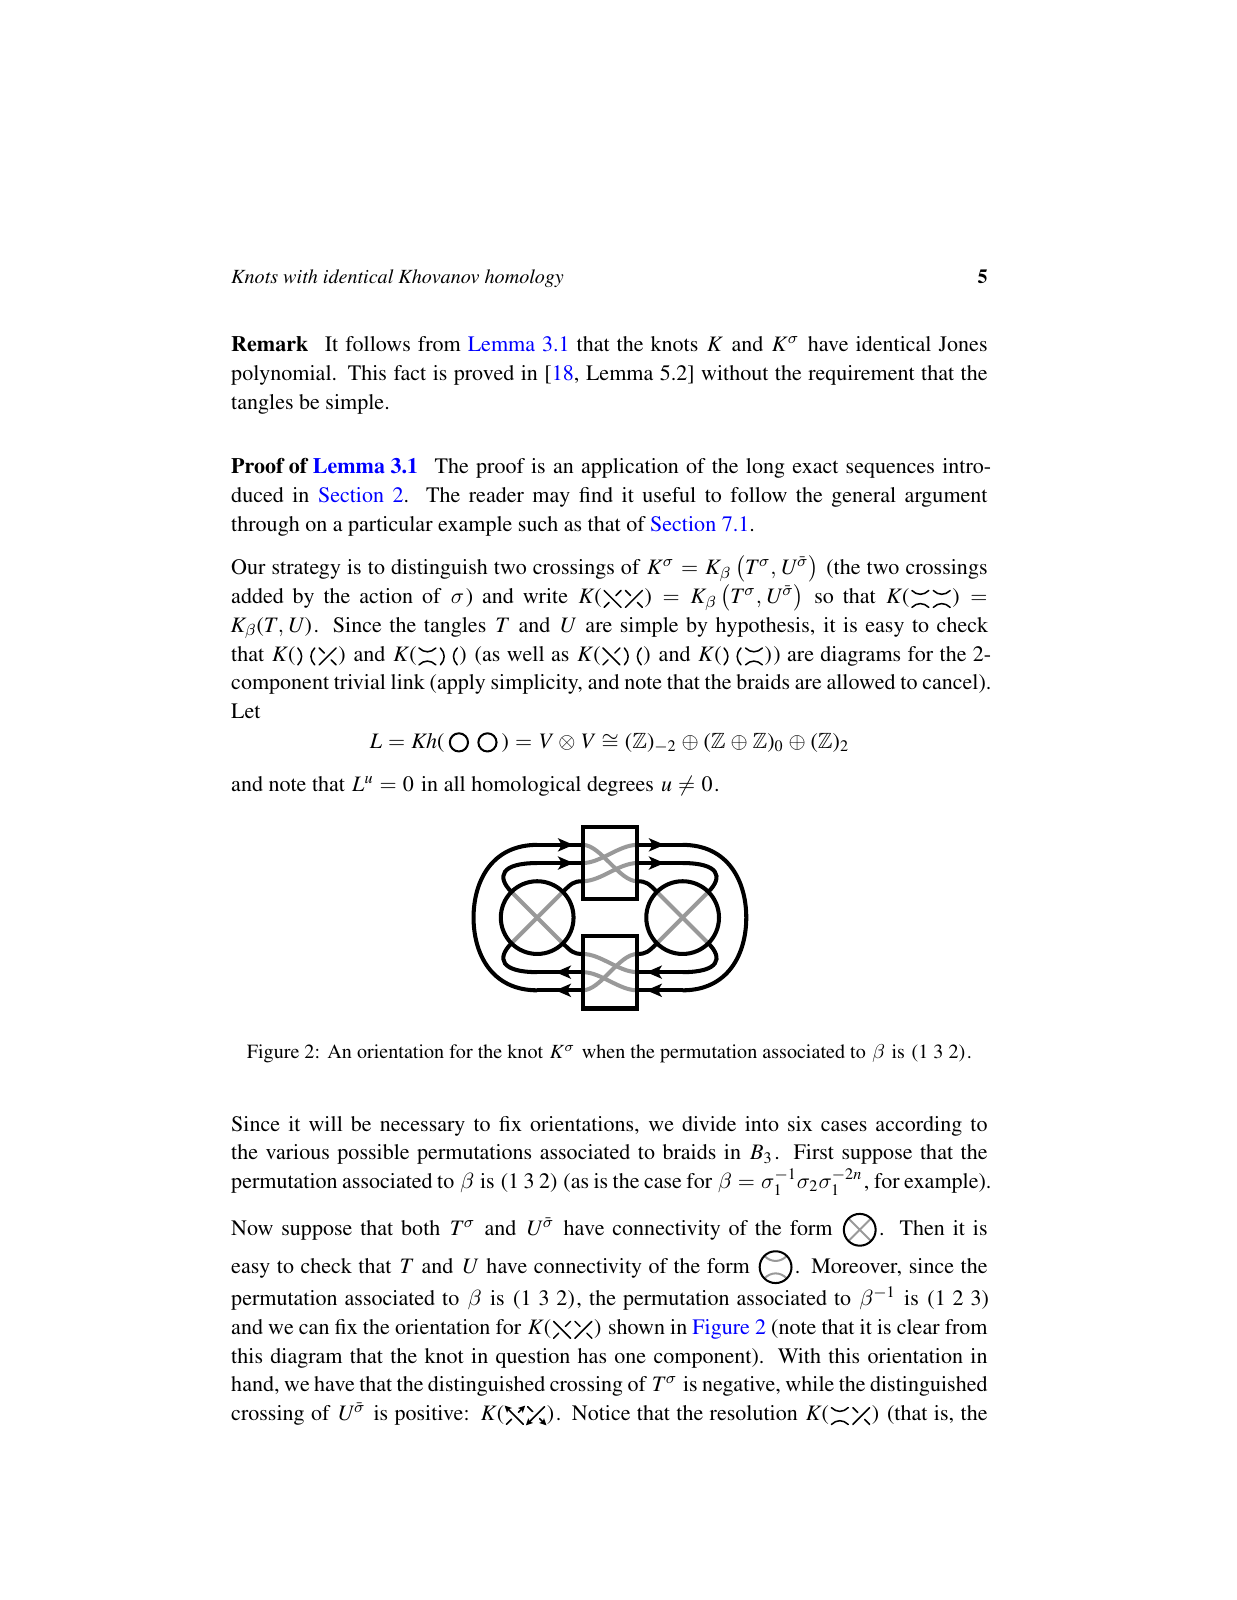 Knots with identical Khovanov homology 5
Remark It follows from Lemma 3.1 that the knots K and K^σ have identical Jones
polynomial. This fact is proved in [18, Lemma 5.2] without the requirement that the
tangles be simple.
Proof of Lemma 3.1 The proof is an application of the long exact sequences intro-
duced in Section 2. The reader may find it useful to follow the general argument
through on a particular example such as that of Section 7.1.
Our strategy is to distinguish two crossings of K^σ = K_β (T^σ, U^σ̄) (the two crossings
added by the action of σ) and write K( ) = K_β (T^σ, U^σ̄) so that K( ) =
K_β(T, U). Since the tangles T and U are simple by hypothesis, it is easy to check
that K( ) and K( ) (as well as K( ) and K( )) are diagrams for the 2-
component trivial link (apply simplicity, and note that the braids are allowed to cancel).
Let
L = Kh(◯ ◯) = V ⊗ V ≅ (ℤ)_{−2} ⊕ (ℤ ⊕ ℤ)_0 ⊕ (ℤ)_2
and note that L^u = 0 in all homological degrees u ≠ 0.
Figure 2: An orientation for the knot K^σ when the permutation associated to β is (1 3 2).
Since it will be necessary to fix orientations, we divide into six cases according to
the various possible permutations associated to braids in B_3. First suppose that the
permutation associated to β is (1 3 2) (as is the case for β = σ_1^{−1}σ_2σ_1^{−2n}, for example).
Now suppose that both T^σ and U^σ̄ have connectivity of the form . Then it is
easy to check that T and U have connectivity of the form . Moreover, since the
permutation associated to β is (1 3 2), the permutation associated to β^{−1} is (1 2 3)
and we can fix the orientation for K( ) shown in Figure 2 (note that it is clear from
this diagram that the knot in question has one component). With this orientation in
hand, we have that the distinguished crossing of T^σ is negative, while the distinguished
crossing of U^σ̄ is positive: K( ). Notice that the resolution K( ) (that is, the